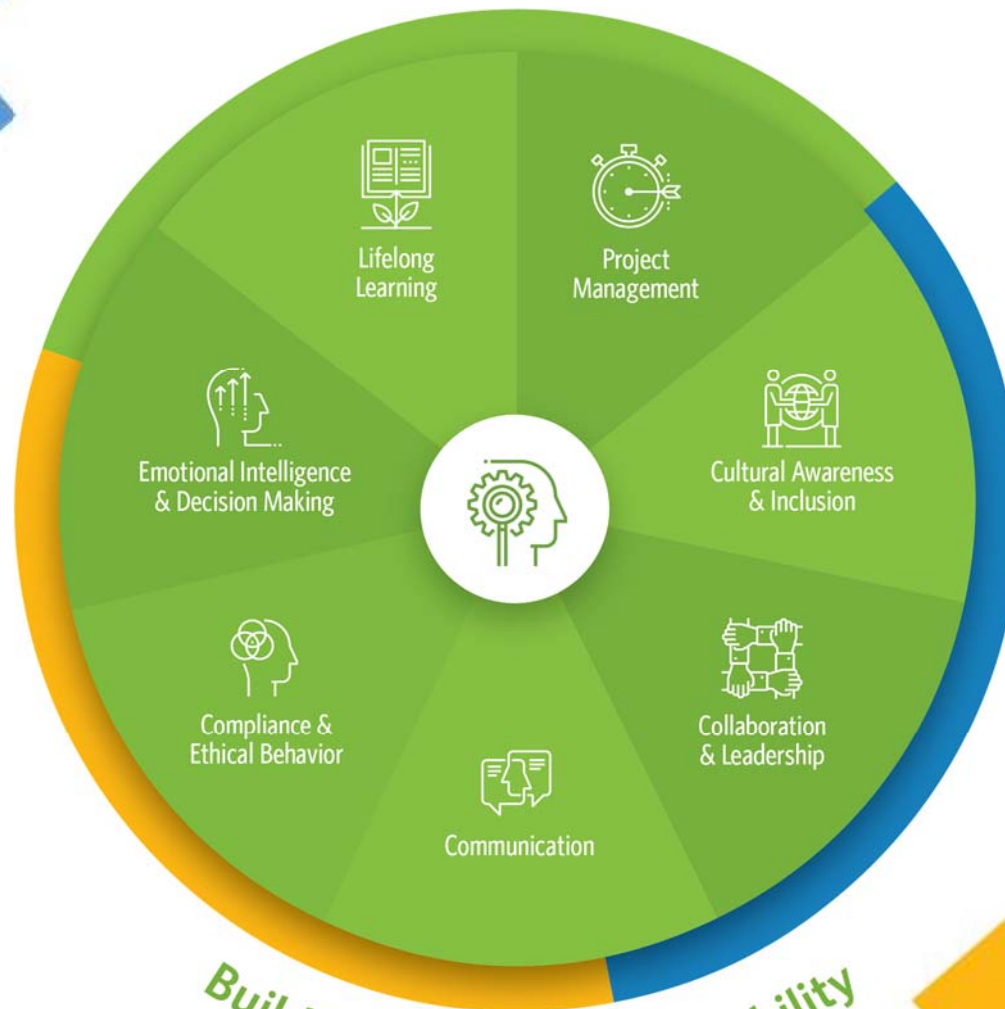 Lifelong
Learning
Project
Management
Emotional Intelligence
& Decision Making
Cultural Awareness
& Inclusion
Compliance &
Ethical Behavior
Collaboration
& Leadership
Communication